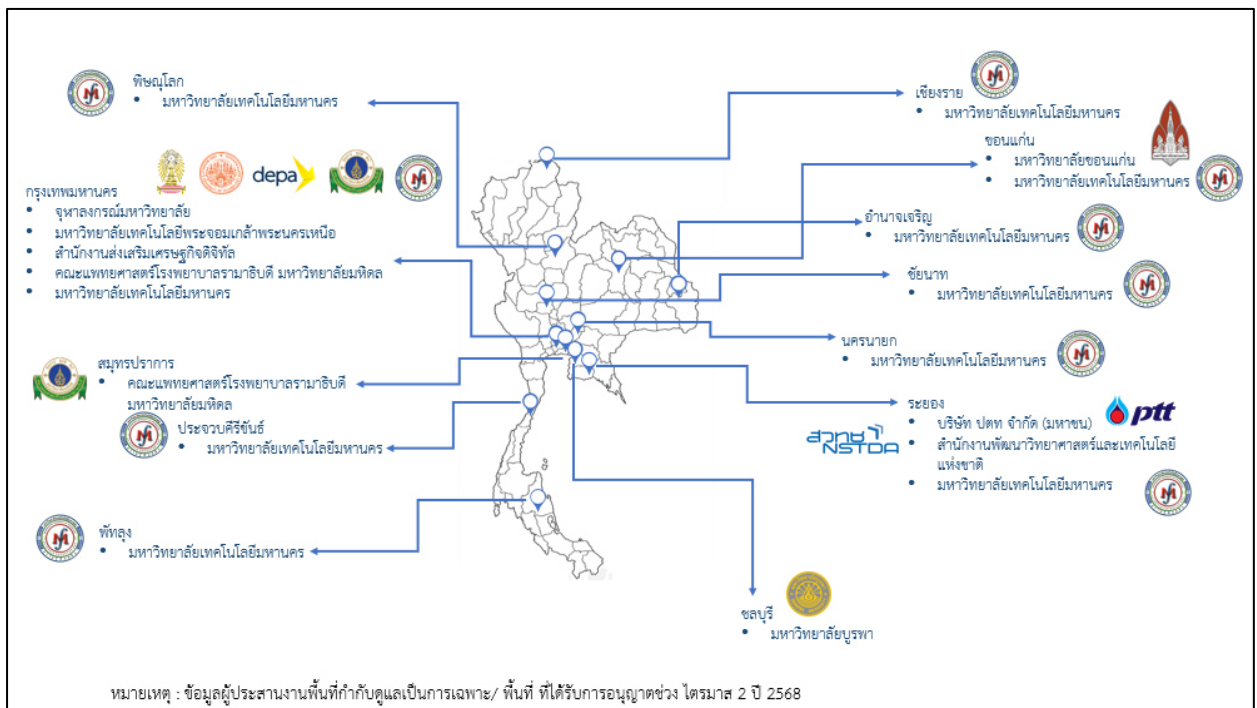 พิษณุโลก
• มหาวิทยาลัยเทคโนโลยีมหานคร
depa
กรุงเทพมหานคร
• จุฬาลงกรณ์มหาวิทยาลัย
• มหาวิทยาลัยเทคโนโลยีพระจอมเกล้าพระนครเหนือ
• สำนักงานส่งเสริมเศรษฐกิจดิจิทัล
• คณะแพทยศาสตร์โรงพยาบาลรามาธิบดี มหาวิทยาลัยมหิดล
• มหาวิทยาลัยเทคโนโลยีมหานคร
สมุทรปราการ
• คณะแพทยศาสตร์โรงพยาบาลรามาธิบดี
มหาวิทยาลัยมหิดล
ประจวบคีรีขันธ์
• มหาวิทยาลัยเทคโนโลยีมหานคร
พัทลุง
• มหาวิทยาลัยเทคโนโลยีมหานคร
เชียงราย
• มหาวิทยาลัยเทคโนโลยีมหานคร
ขอนแก่น
• มหาวิทยาลัยขอนแก่น
• มหาวิทยาลัยเทคโนโลยีมหานคร
อำนาจเจริญ
• มหาวิทยาลัยเทคโนโลยีมหานคร
ชัยนาท
• มหาวิทยาลัยเทคโนโลยีมหานคร
นครนายก
• มหาวิทยาลัยเทคโนโลยีมหานคร
ระยอง
• บริษัท ปตท จำกัด (มหาชน)
ptt
• สำนักงานพัฒนาวิทยาศาสตร์และเทคโนโลยี
แห่งชาติ
• มหาวิทยาลัยเทคโนโลยีมหานคร
สวทช
NSTDA
ชลบุรี
• มหาวิทยาลัยบูรพา
หมายเหตุ : ข้อมูลผู้ประสานงานพื้นที่กำกับดูแลเป็นการเฉพาะ/ พื้นที่ ที่ได้รับการอนุญาตช่วง ไตรมาส 2 ปี 2568